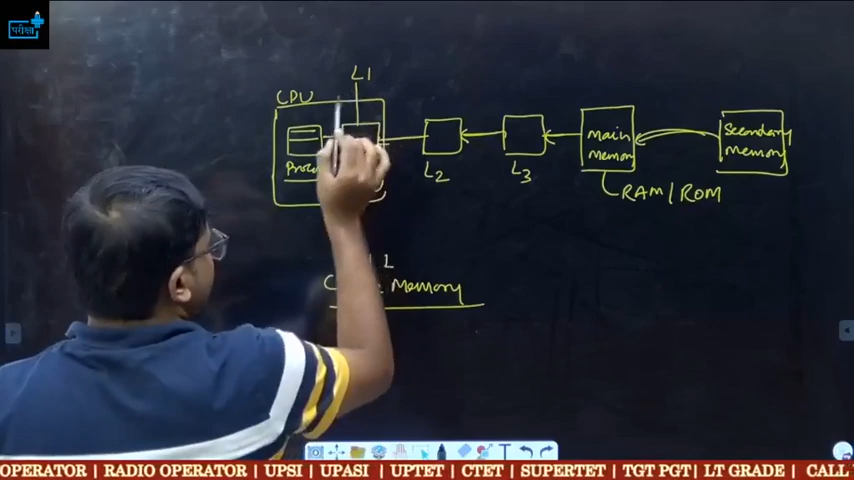 परीक्षा
L1
CPU
L2
L3
Main
Memory
Secondary
Memory
RAM/ROM
L
Memory
OPERATOR | RADIO OPERATOR | UPSI | UPASI | UPTET | CTET | SUPERTET | TGT PGT | LT GRADE | CALL